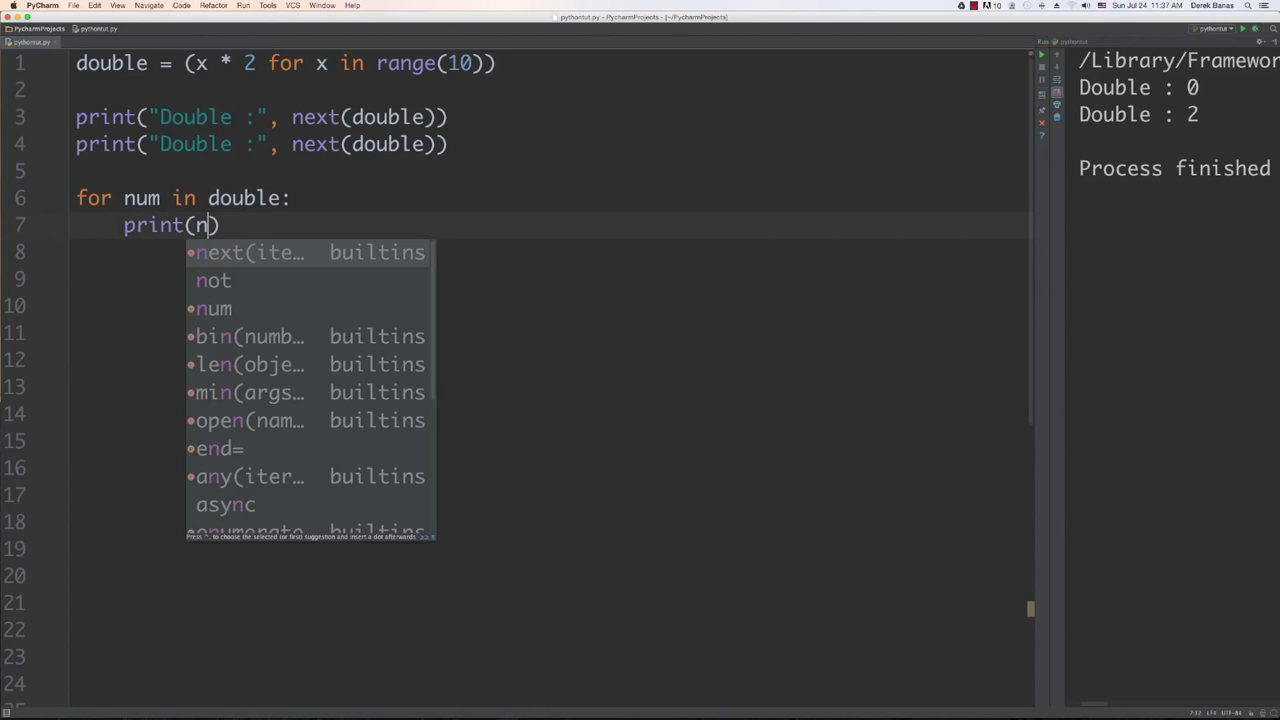 PyCharm File Edit View Navigate Code Refactor Run Tools VCS Window Help 10 Sun Jul 24 11:37 AM Derek Banas
pythontut.py - PycharmProjects - [~/PycharmProjects]
PycharmProjects pythontut.py pythontut
pythontut.py Run pythontut
1 double = (x * 2 for x in range(10))
2
3 print("Double :", next(double))
4 print("Double :", next(double))
5
6 for num in double:
7 print(n)
8
9
10
11
12
13
14
15
16
17
18
19
20
21
22
23
24
next(ite… builtins
not
num
bin(numb… builtins
len(obje… builtins
min(args… builtins
open(nam… builtins
end=
any(iter… builtins
async
enumerate builtins
Press ^. to choose the selected (or first) suggestion and insert a dot afterwards >>
/Library/Framewor
Double : 0
Double : 2
Process finished
7:12 LF≑ UTF-8≑